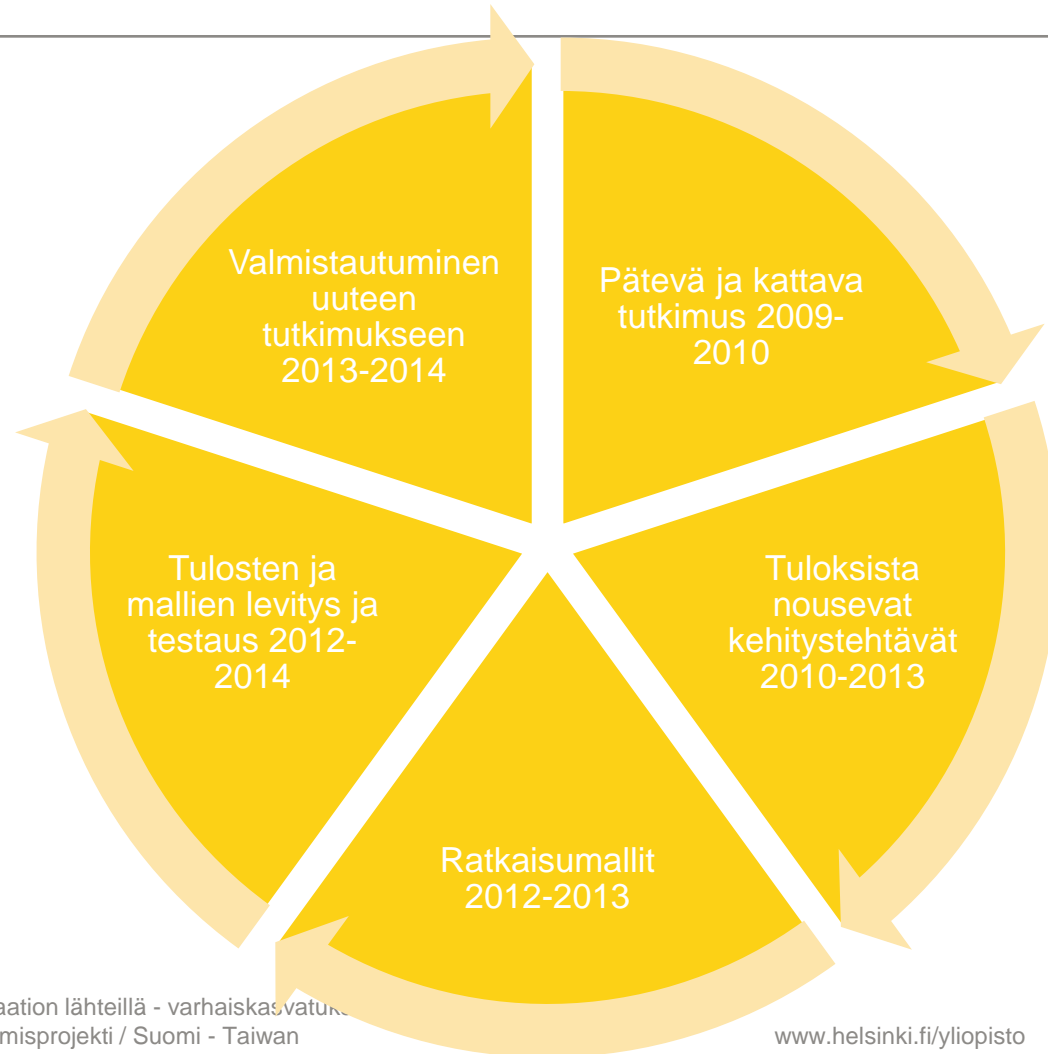 Valmistautuminen
uuteen
tutkimukseen
2013-2014
Pätevä ja kattava
tutkimus 2009-
2010
Tuloksista
nousevat
kehitystehtävät
2010-2013
Ratkaisumallit
2012-2013
Tulosten ja
mallien levitys ja
testaus 2012-
2014
lähteillä -
/ Suomi - Taiwan
www.helsinki.fi/yliopisto